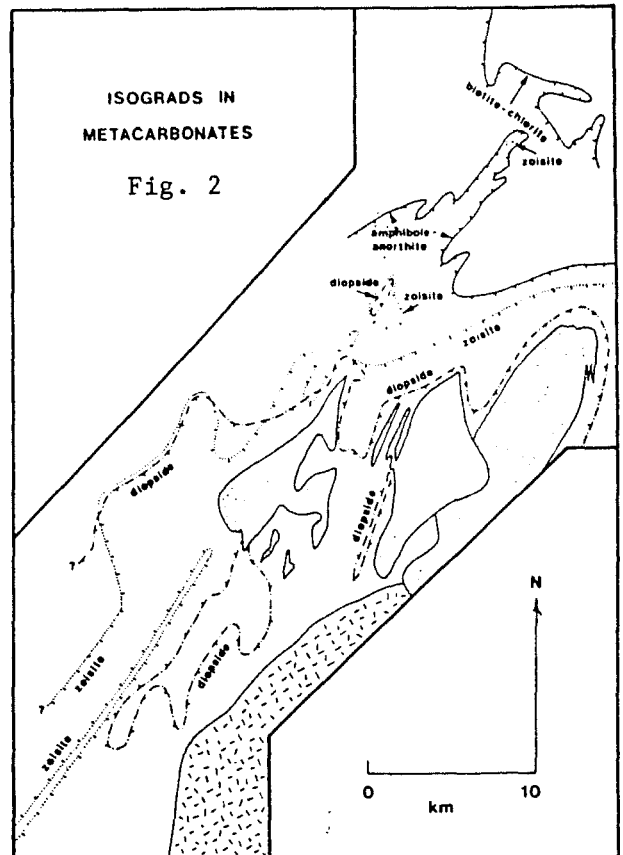 ISOGRADS IN
METACARBONATES
Fig. 2
biotite-chlorite
zoisite
amphibole-
anorthite
diopside
?
zoisite
zoisite
diopside
diopside
?
diopside
zoisite
?
diopside
zoisite
N
0
10
km